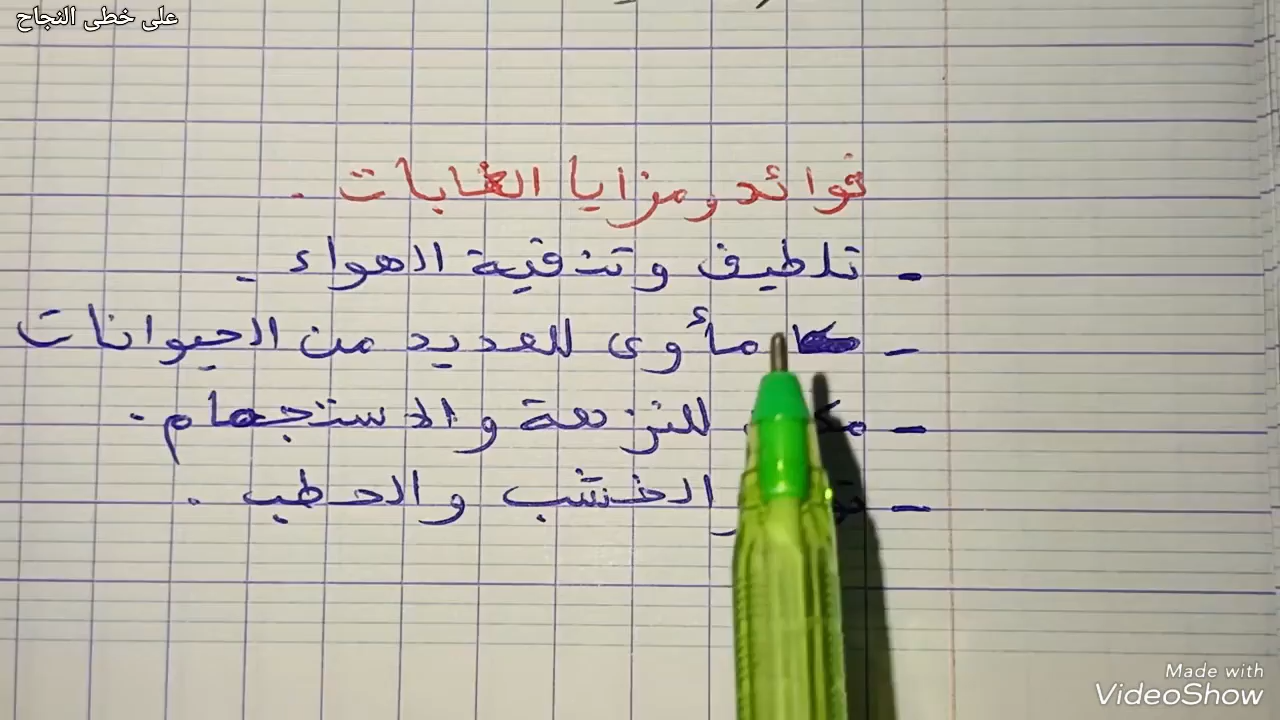 على خطى النجاح
فوائد ومزايا الغابات .
- تلطيف وتنقية الهواء .
- مأوى للعديد من الحيوانات
- للنزهة والاستجمام .
- الخشب والحطب .
Made with
VideoShow